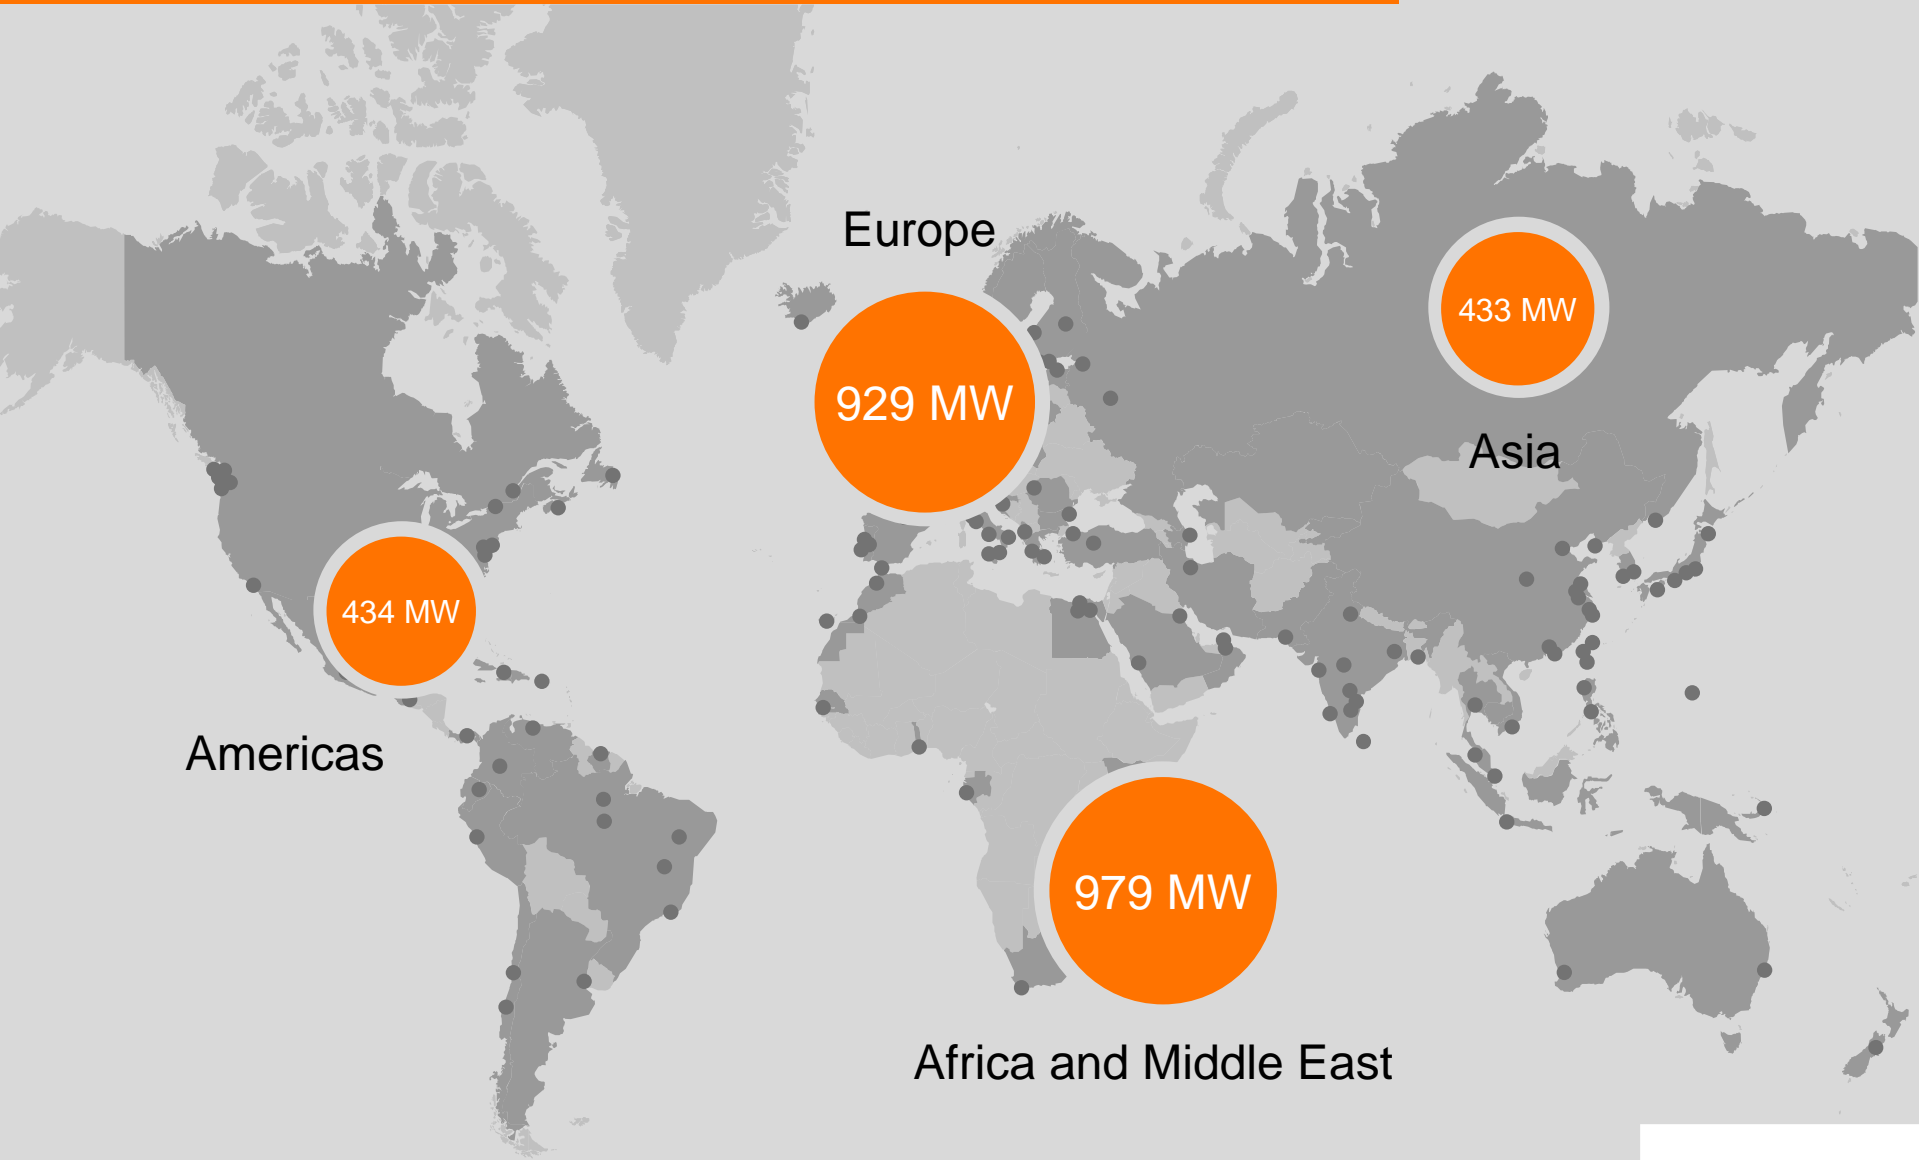 Europe
433 MW
929 MW
Asia
434 MW
Americas
979 MW
Africa and Middle East